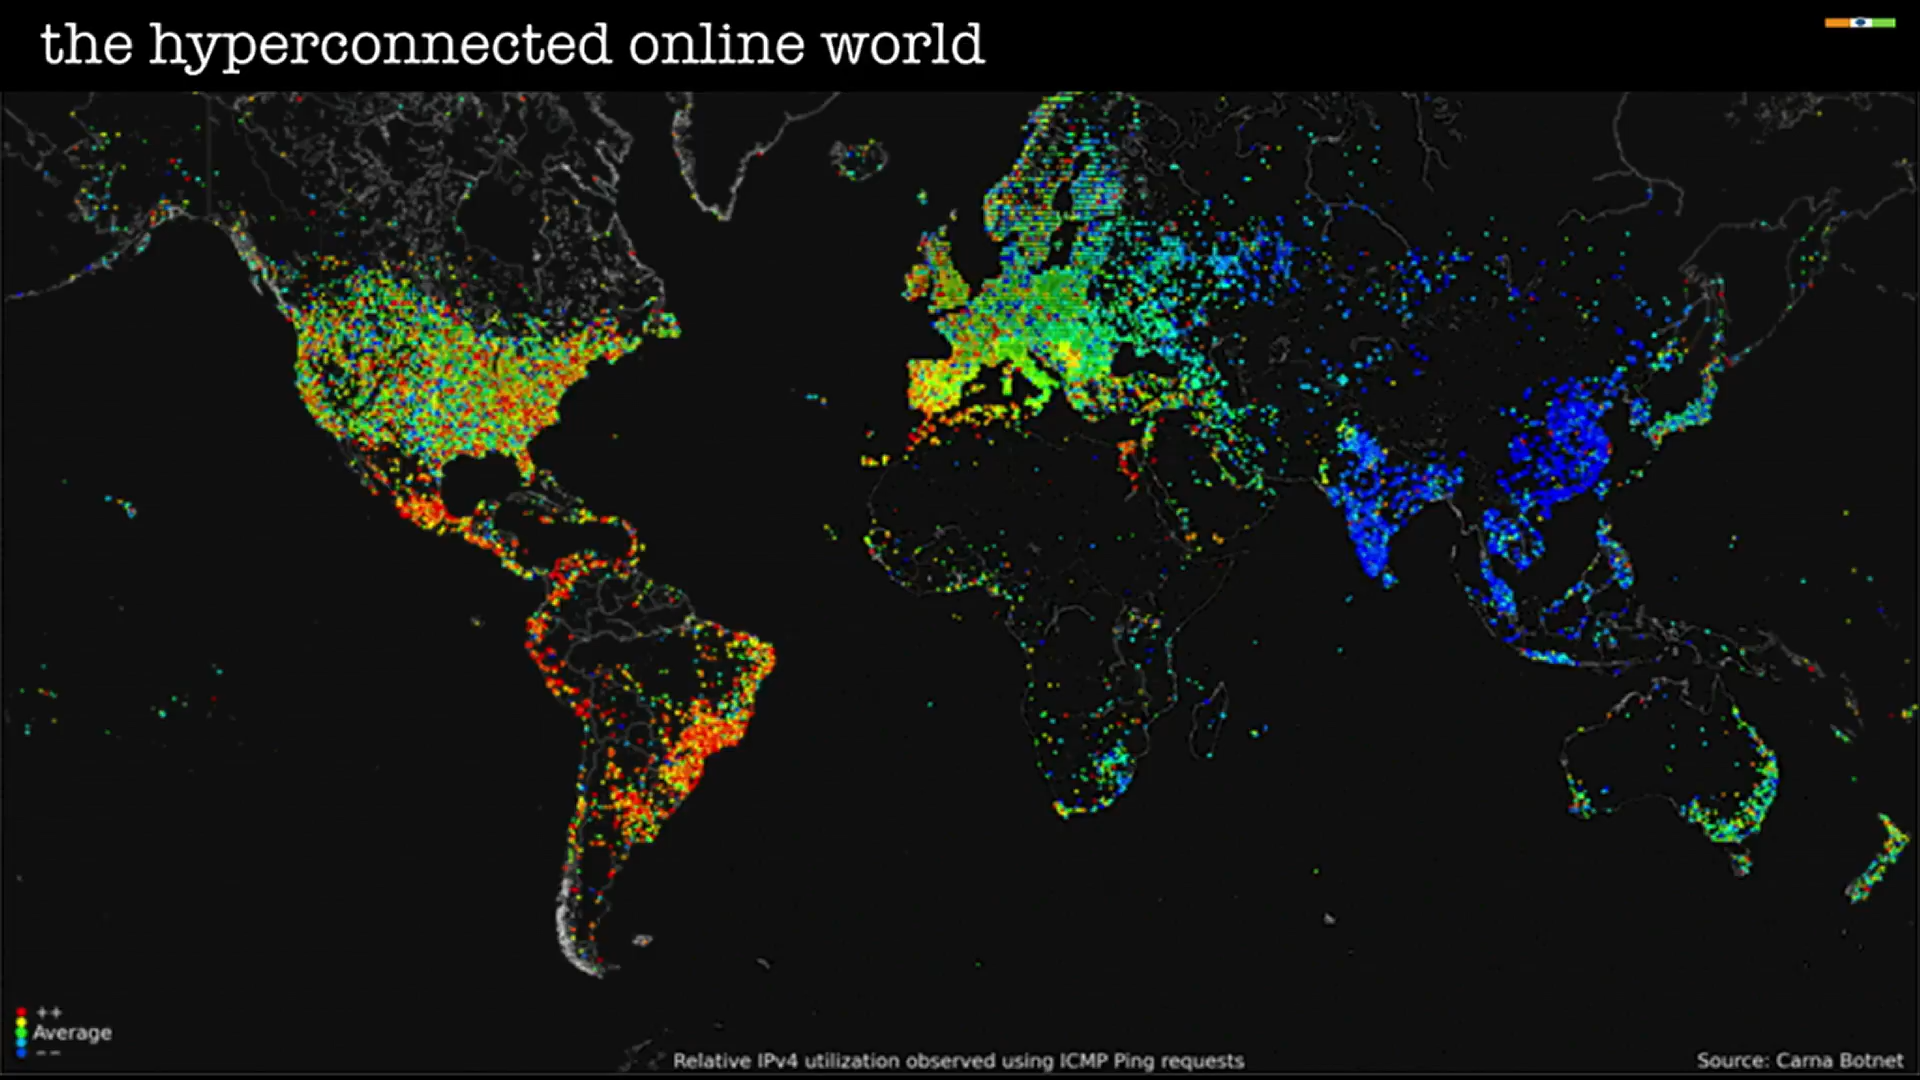 the hyperconnected online world
++
Average
--
Relative IPv4 utilization observed using ICMP Ping requests
Source: Carna Botnet